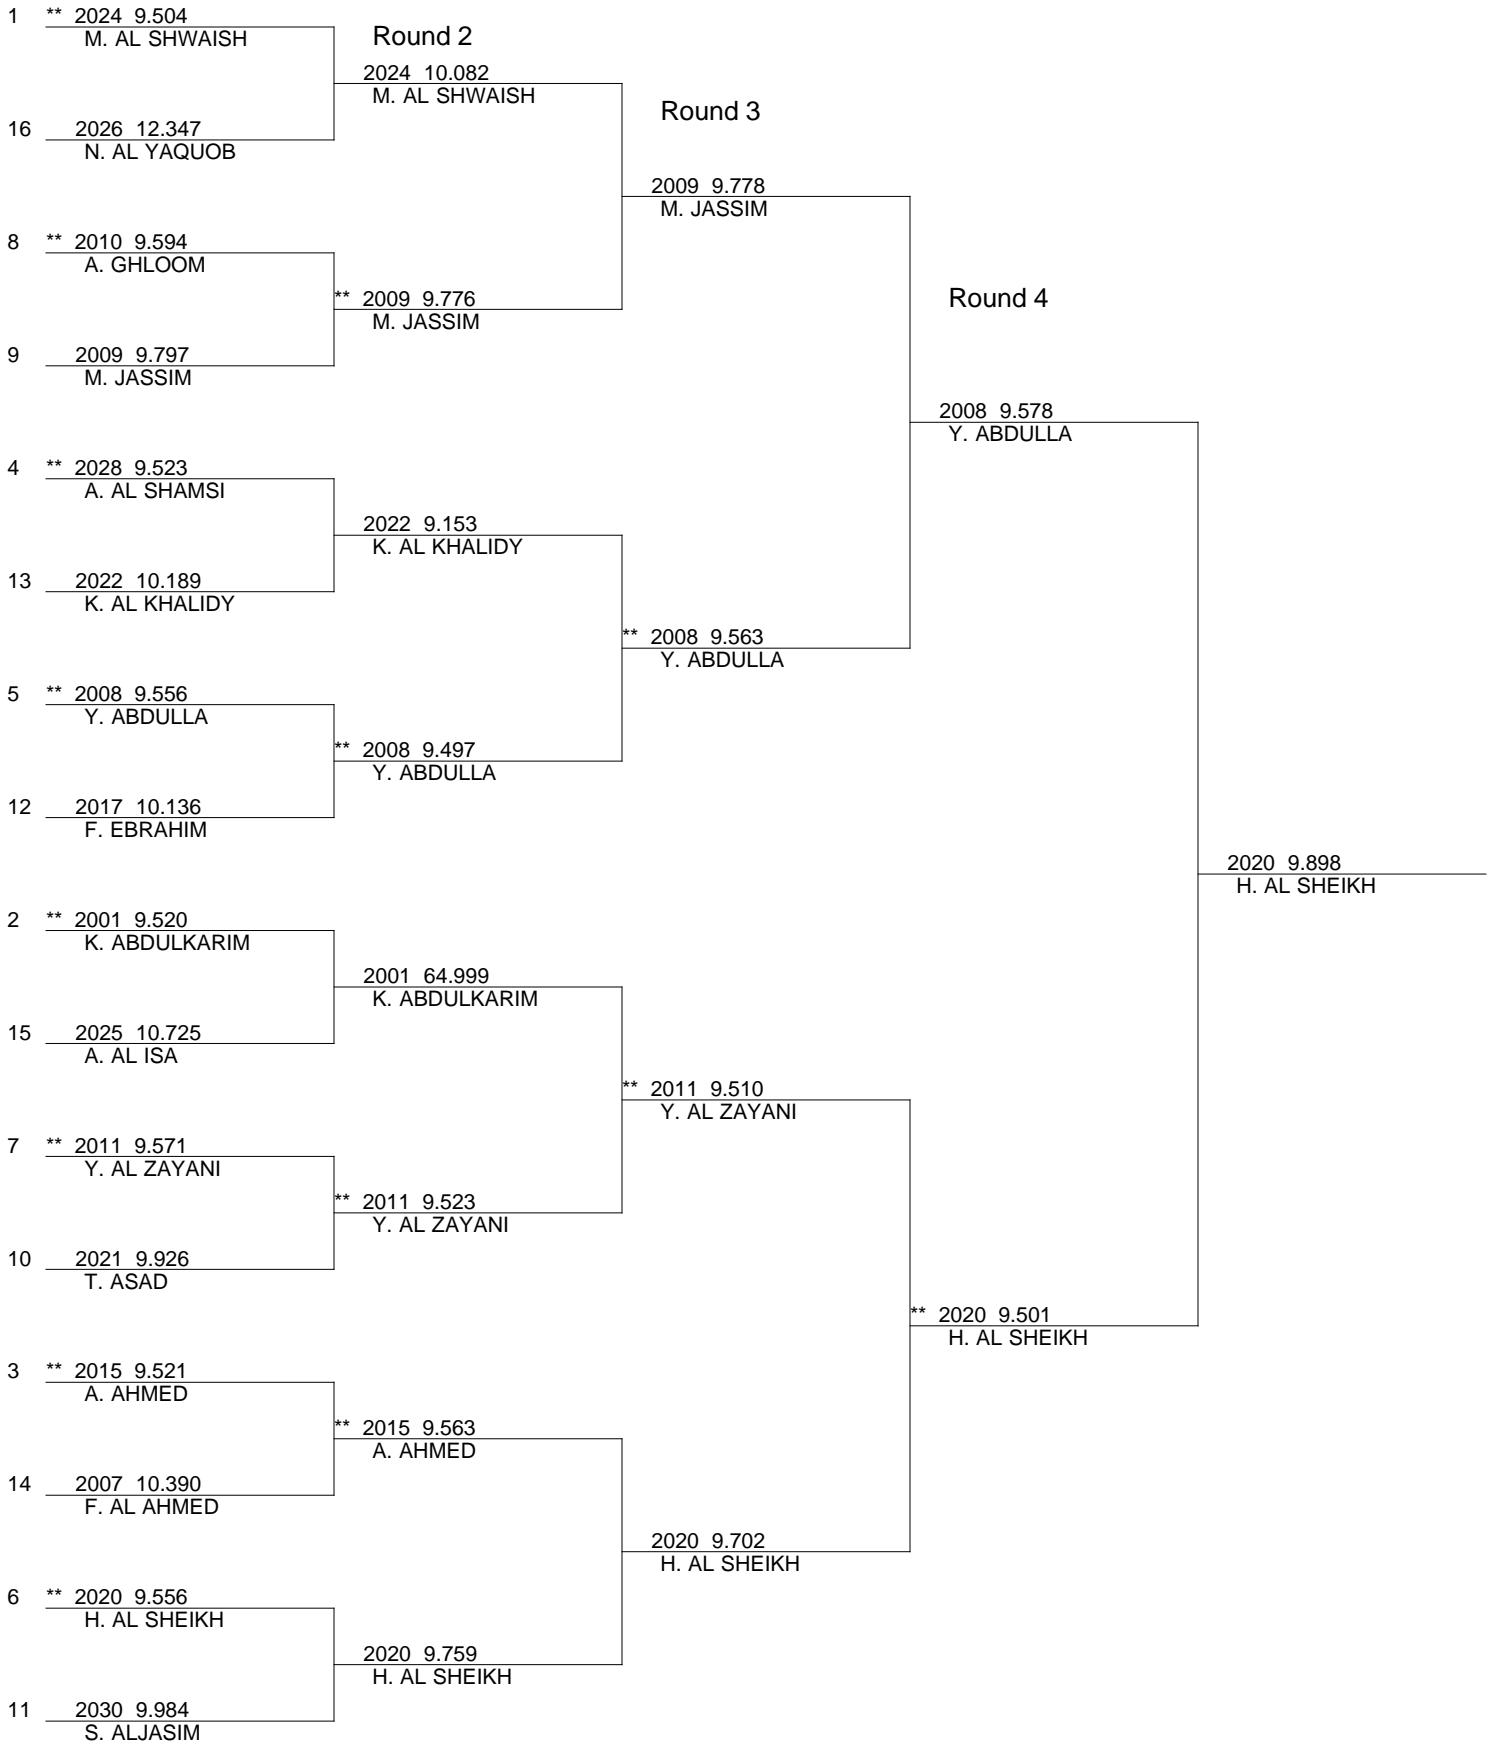 1 ** 2024 9.504
M. AL SHWAISH
Round 2
2024 10.082
M. AL SHWAISH
Round 3
16 2026 12.347
N. AL YAQUOB
2009 9.778
M. JASSIM
8 ** 2010 9.594
A. GHLOOM
Round 4
** 2009 9.776
M. JASSIM
9 2009 9.797
M. JASSIM
2008 9.578
Y. ABDULLA
4 ** 2028 9.523
A. AL SHAMSI
2022 9.153
K. AL KHALIDY
13 2022 10.189
K. AL KHALIDY
** 2008 9.563
Y. ABDULLA
5 ** 2008 9.556
Y. ABDULLA
** 2008 9.497
Y. ABDULLA
12 2017 10.136
F. EBRAHIM
2020 9.898
H. AL SHEIKH
2 ** 2001 9.520
K. ABDULKARIM
2001 64.999
K. ABDULKARIM
15 2025 10.725
A. AL ISA
** 2011 9.510
Y. AL ZAYANI
7 ** 2011 9.571
Y. AL ZAYANI
** 2011 9.523
Y. AL ZAYANI
10 2021 9.926
T. ASAD
** 2020 9.501
H. AL SHEIKH
3 ** 2015 9.521
A. AHMED
** 2015 9.563
A. AHMED
14 2007 10.390
F. AL AHMED
2020 9.702
H. AL SHEIKH
6 ** 2020 9.556
H. AL SHEIKH
2020 9.759
H. AL SHEIKH
11 2030 9.984
S. ALJASIM